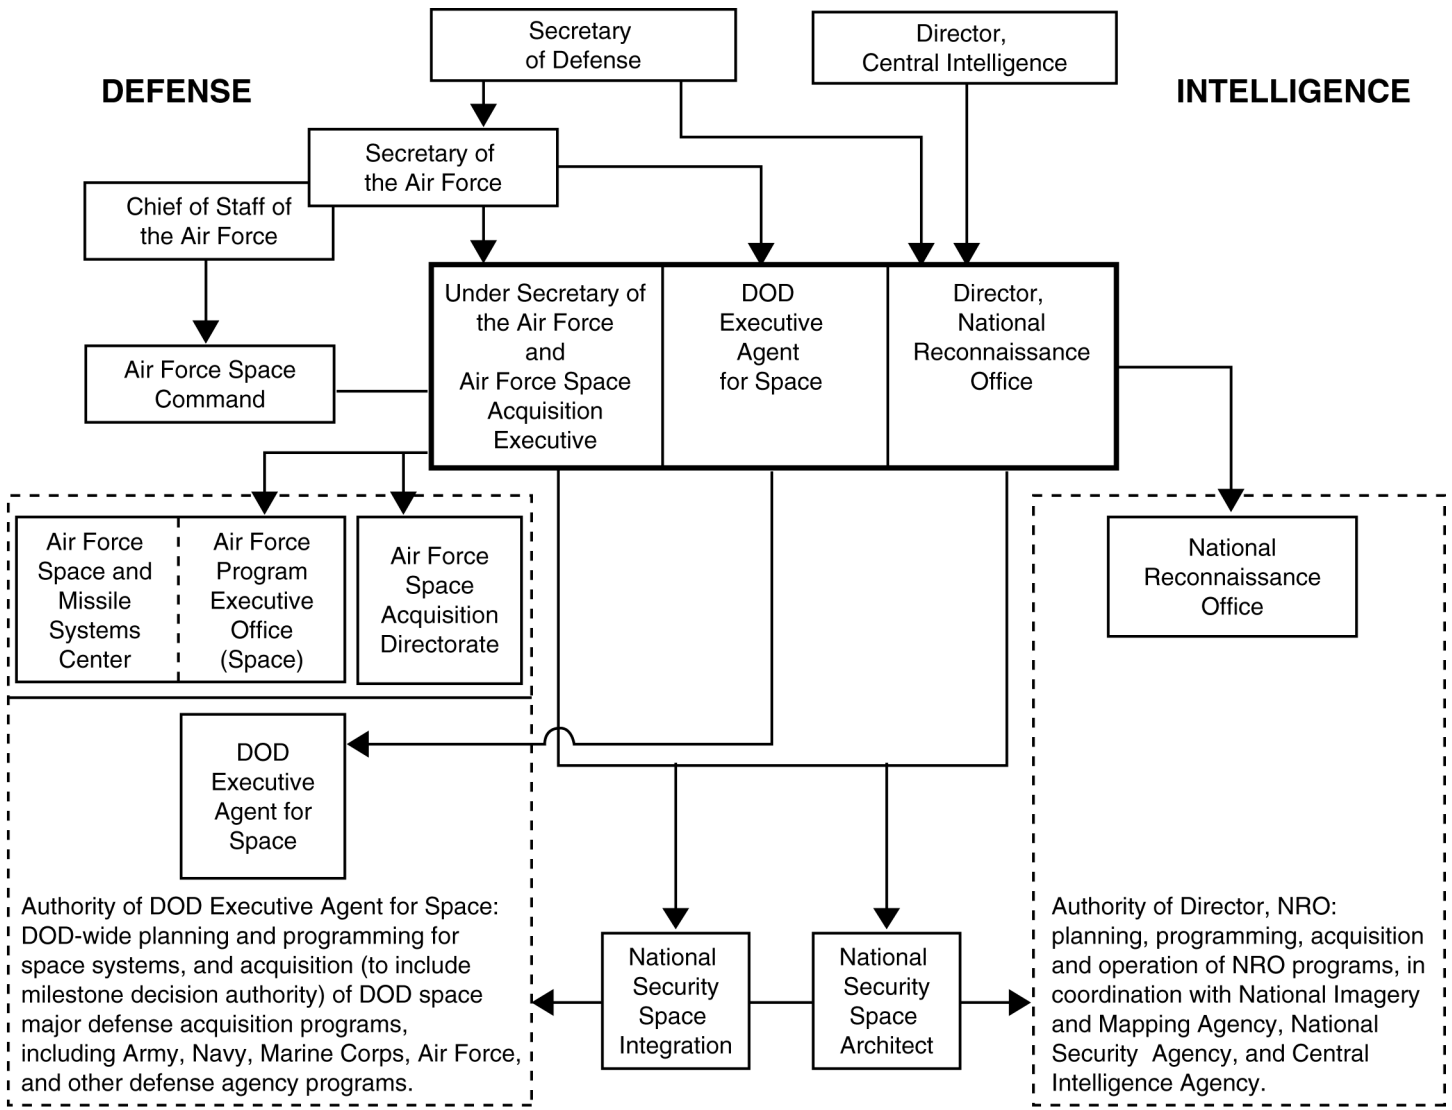 Secretary
of Defense
Director,
Central Intelligence
DEFENSE
INTELLIGENCE
Secretary of
the Air Force
Chief of Staff of
the Air Force
Air Force Space
Command
Under Secretary of
the Air Force
and
Air Force Space
Acquisition
Executive
DOD
Executive
Agent
for Space
Director,
National
Reconnaissance
Office
Air Force
Space and
Missile
Systems
Center
Air Force
Program
Executive
Office
(Space)
Air Force
Space
Acquisition
Directorate
National
Reconnaissance
Office
DOD
Executive
Agent for
Space
Authority of DOD Executive Agent for Space:
DOD-wide planning and programming for
space systems, and acquisition (to include
milestone decision authority) of DOD space
major defense acquisition programs,
including Army, Navy, Marine Corps, Air Force,
and other defense agency programs.
National
Security
Space
Integration
National
Security
Space
Architect
Authority of Director, NRO:
planning, programming, acquisition
and operation of NRO programs, in
coordination with National Imagery
and Mapping Agency, National
Security Agency, and Central
Intelligence Agency.